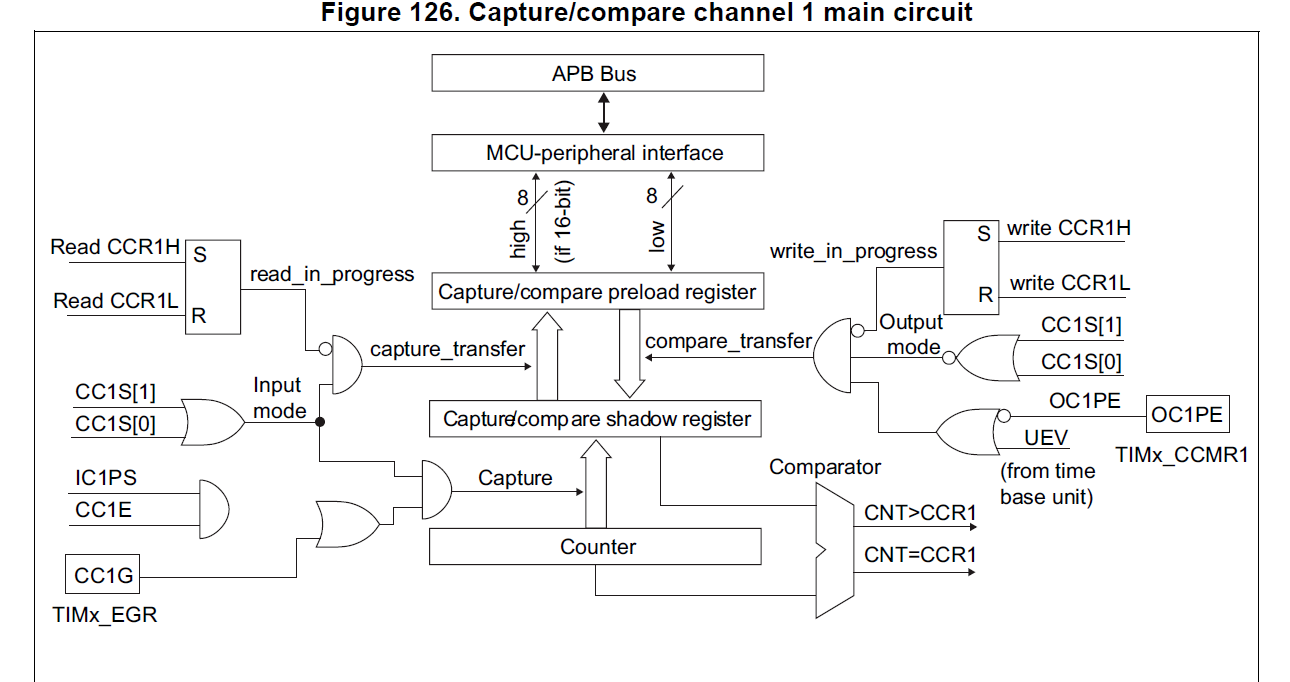 Figure 126. Capture/compare channel 1 main circuit
APB Bus
MCU-peripheral interface
8
high
(if 16-bit)
8
low
Read CCR1H
S
read_in_progress
Read CCR1L
R
write_in_progress
S
write CCR1H
R
write CCR1L
Capture/compare preload register
capture_transfer
compare_transfer
Output
mode
CC1S[1]
CC1S[0]
CC1S[1]
CC1S[0]
Input
mode
Capture/compare shadow register
OC1PE
OC1PE
UEV
TIMx_CCMR1
(from time
base unit)
IC1PS
CC1E
Capture
Comparator
CNT>CCR1
Counter
CNT=CCR1
CC1G
TIMx_EGR